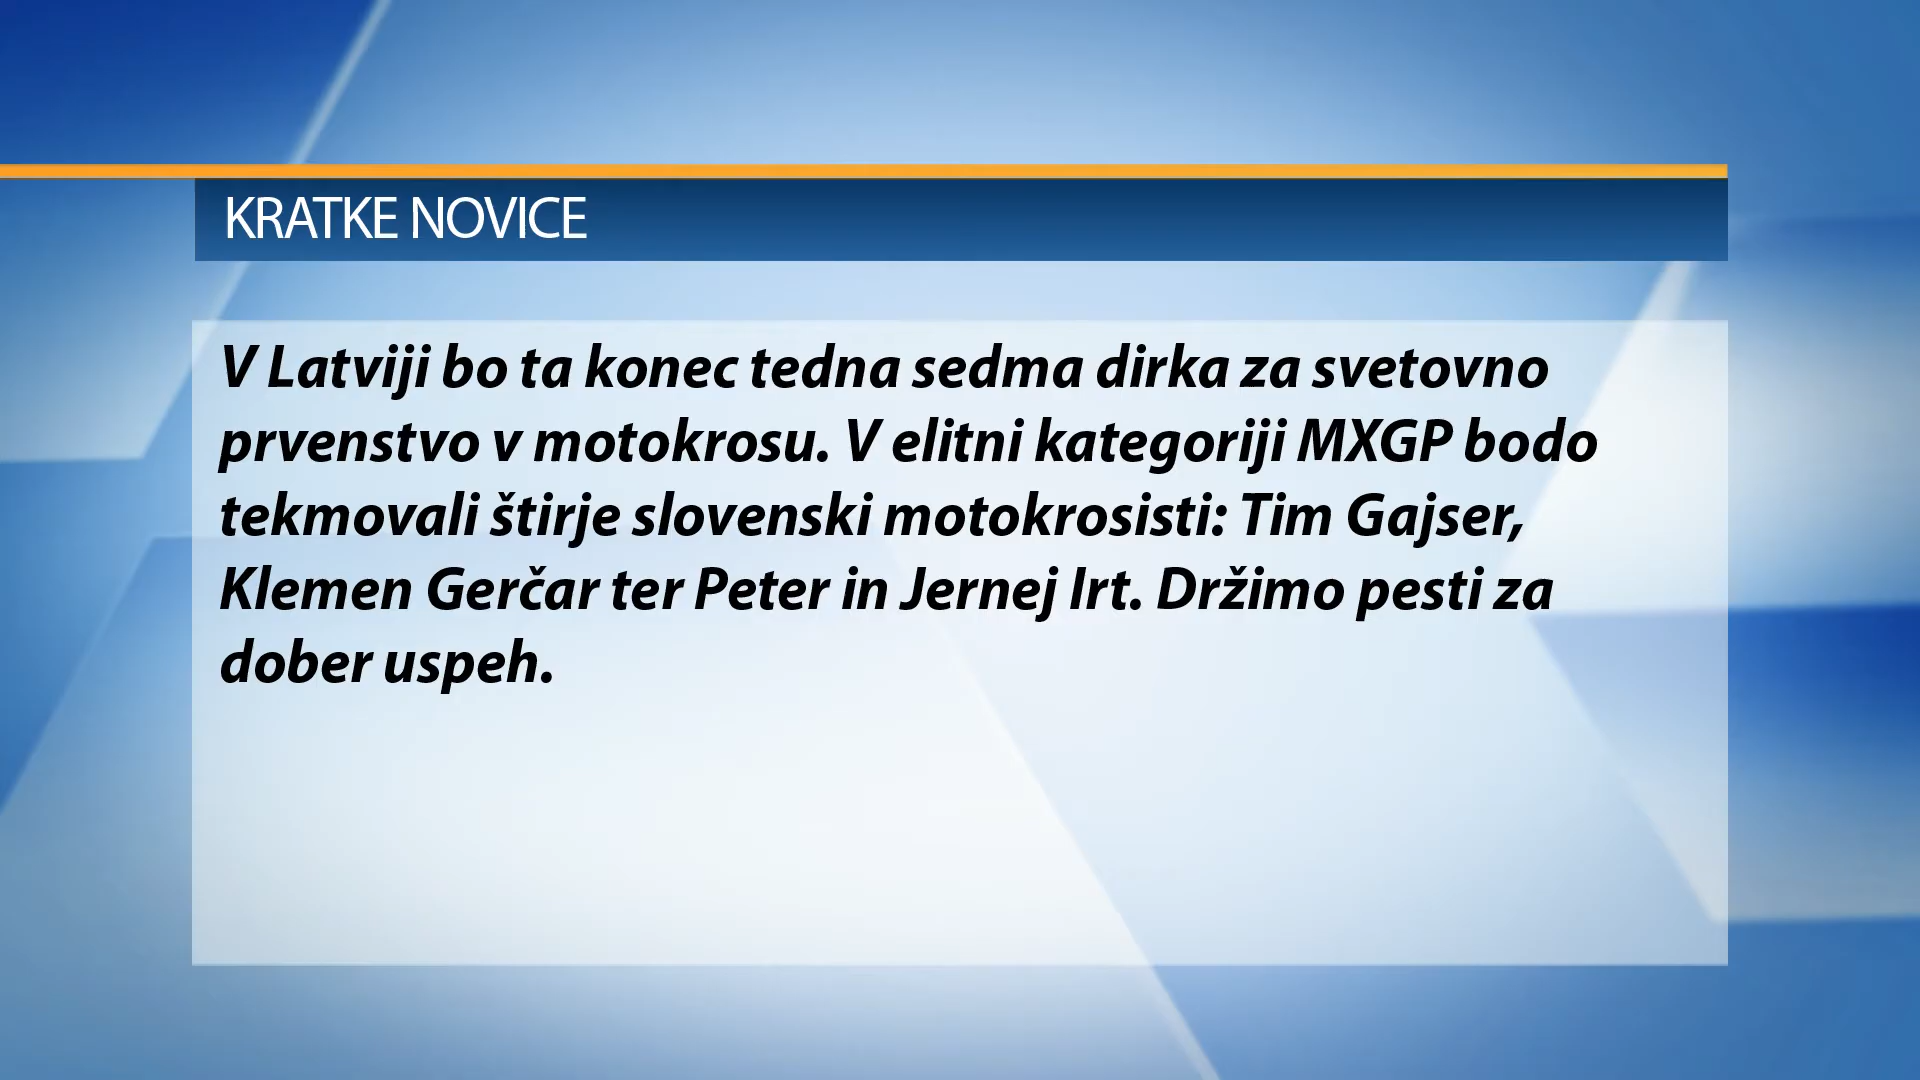 KRATKE NOVICE
V Latviji bo ta konec tedna sedma dirka za svetovno
prvenstvo v motokrosu. V elitni kategoriji MXGP bodo
tekmovali štirje slovenski motokrosisti: Tim Gajser,
Klemen Gerčar ter Peter in Jernej Irt. Držimo pesti za
dober uspeh.